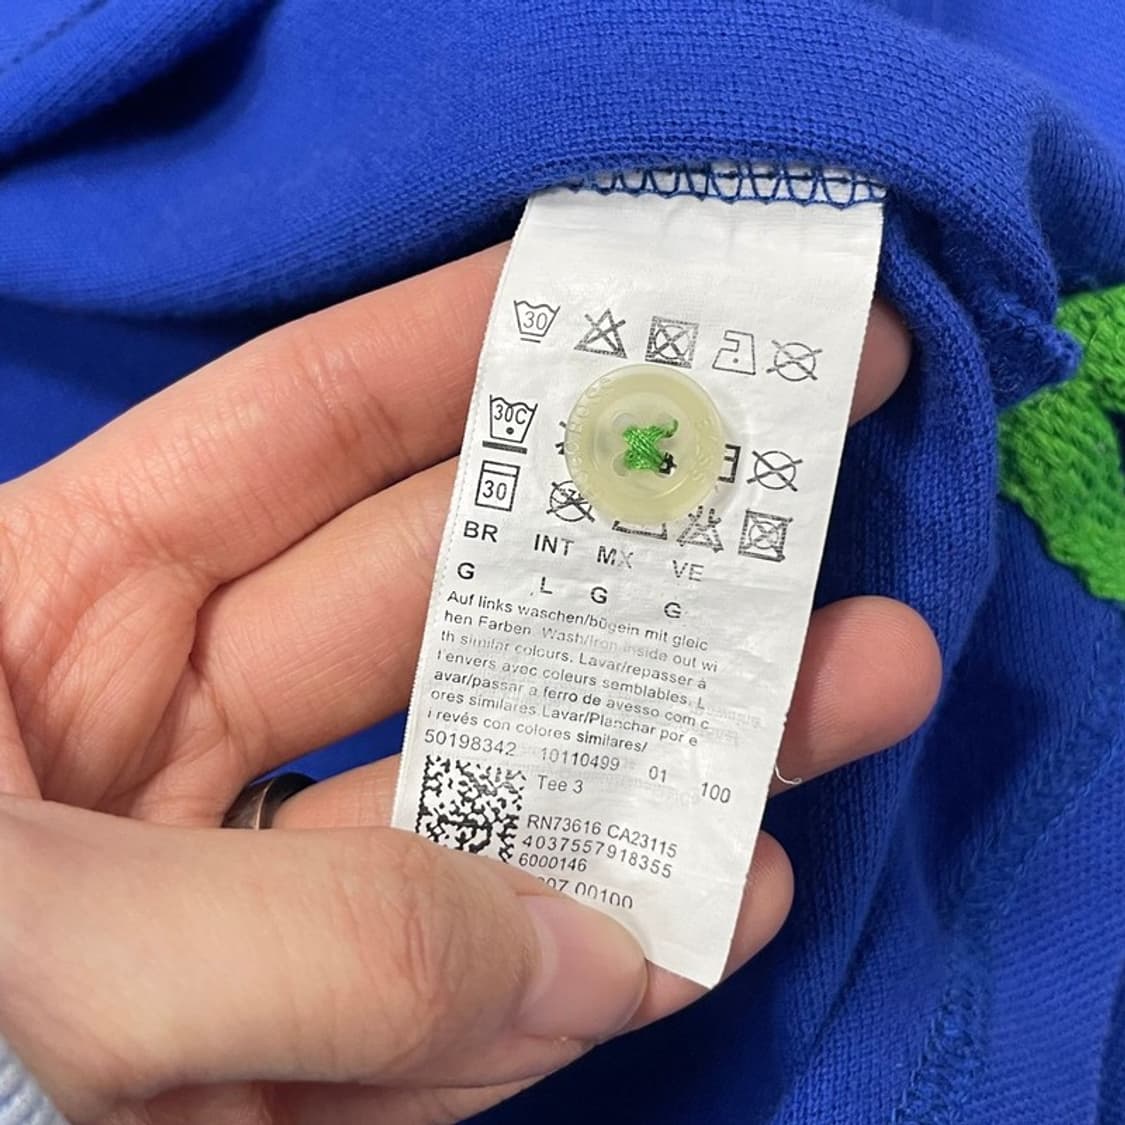 30
30C
30
BR INT MX VE
G L G G
Auf links waschen/bügeln mit gleic
hen Farben. Wash/Iron inside out wi
th similar colours. Lavar/repasser à
l'envers avec coleurs semblables. L
avar/passar a ferro de avesso com c
ores similares.Lavar/Planchar por e
l revés con colores similares/
50198342 10110499 01 100
Tee 3
RN73616 CA23115
4037557918355
6000146
00100